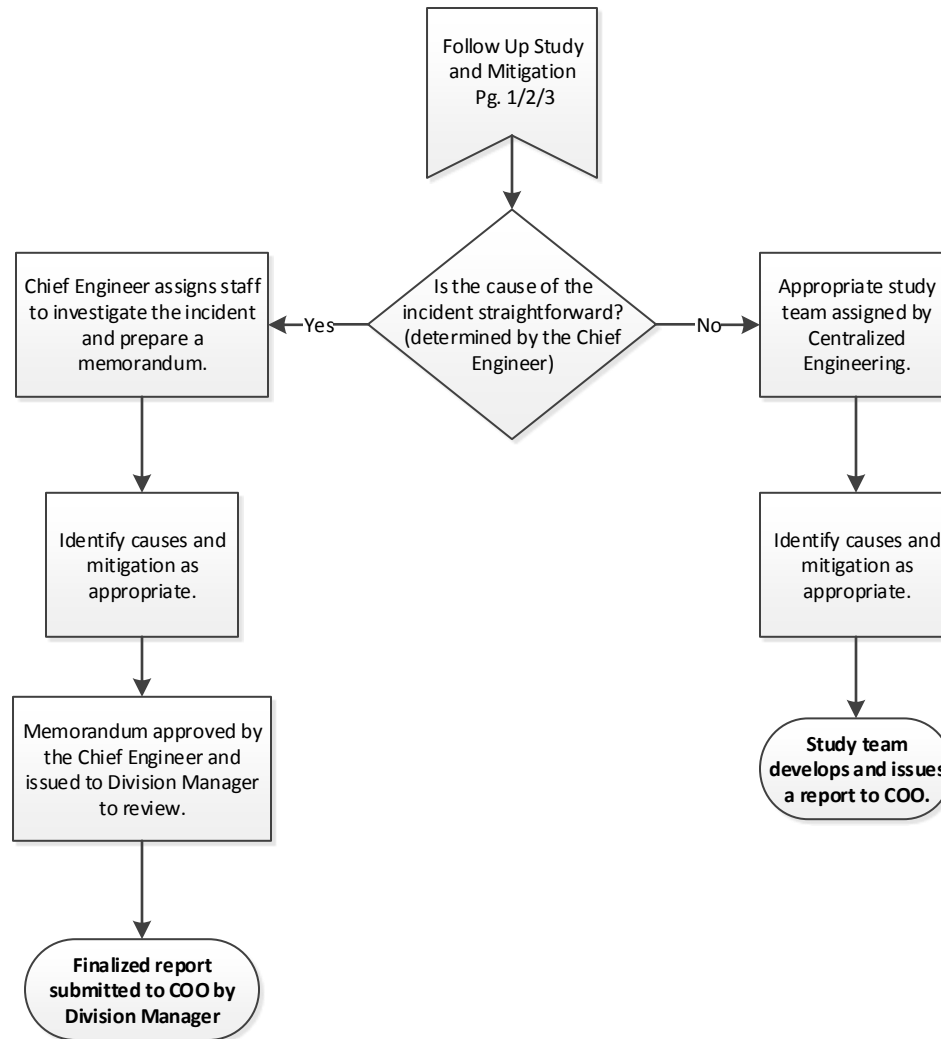 Follow Up Study
and Mitigation
Pg. 1/2/3
Is the cause of the
incident straightforward?
(determined by the Chief
Engineer)
Yes
No
Chief Engineer assigns staff
to investigate the incident
and prepare a
memorandum.
Appropriate study
team assigned by
Centralized
Engineering.
Identify causes and
mitigation as
appropriate.
Identify causes and
mitigation as
appropriate.
Memorandum approved by
the Chief Engineer and
issued to Division Manager
to review.
Study team
develops and issues
a report to COO.
Finalized report
submitted to COO by
Division Manager